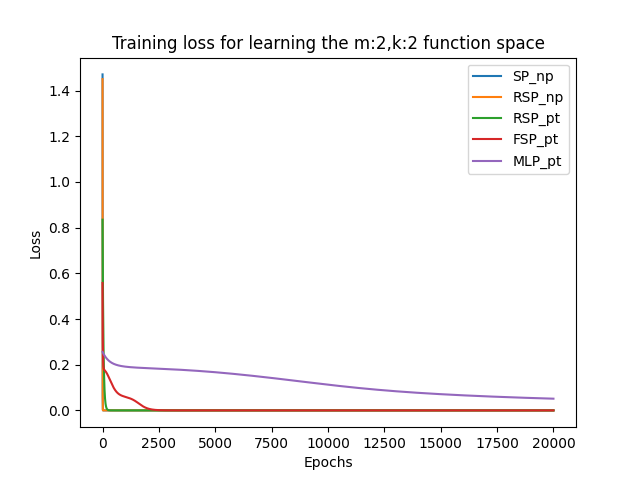 Training loss for learning the m:2,k:2 function space
SP_np
RSP_np
RSP_pt
FSP_pt
MLP_pt
Loss
1.4
1.2
1.0
0.8
0.6
0.4
0.2
0.0
0 2500 5000 7500 10000 12500 15000 17500 20000
Epochs